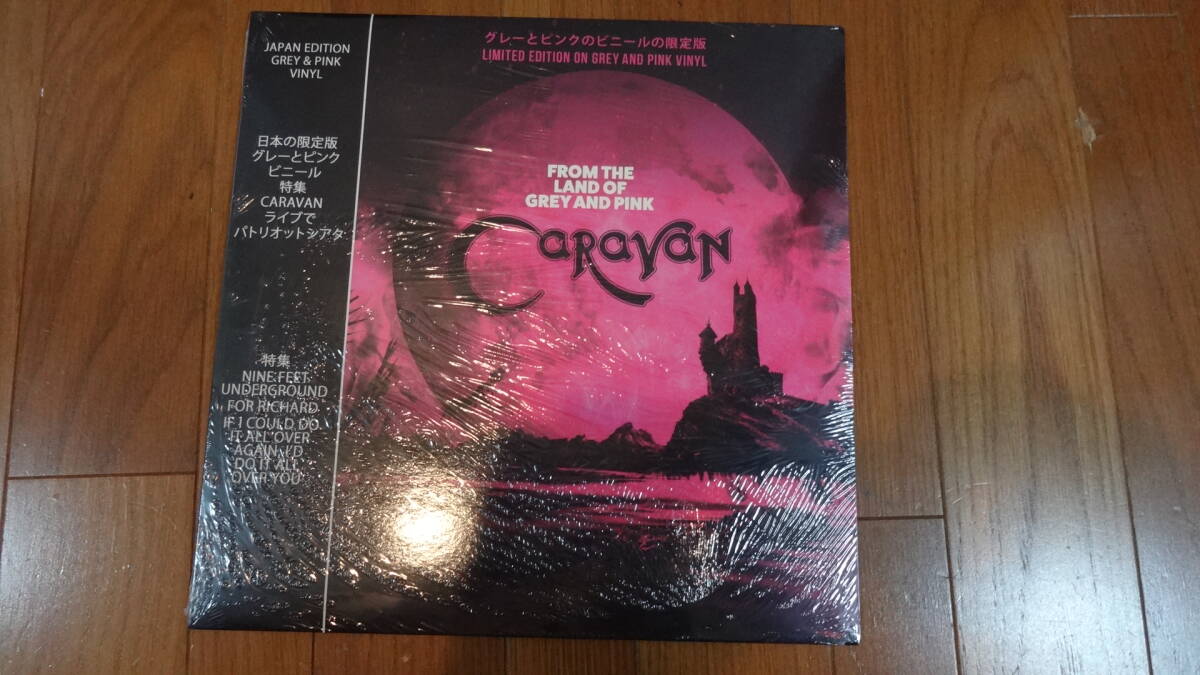 JAPAN EDITION
GREY & PINK
VINYL
日本の限定版
グレーとピンク
ビニール
特集
CARAVAN
ライブで
パトリオットシアタ
特集
NINE FEET
UNDERGROUND
FOR RICHARD
IF I COULD DO
IT ALL OVER
AGAIN, I'D
DO IT ALL
OVER YOU
グレーとピンクのビニールの限定版
LIMITED EDITION ON GREY AND PINK VINYL
FROM THE
LAND OF
GREY AND PINK
CARAVAN